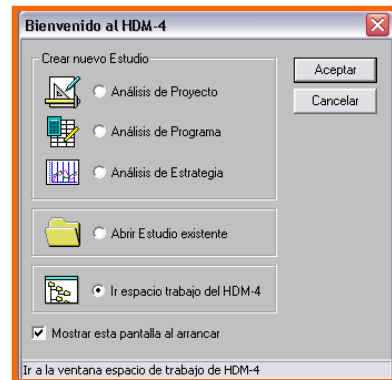 Bienvenido al HDM-4
Crear nuevo Estudio
Análisis de Proyecto
Análisis de Programa
Análisis de Estrategia
Abrir Estudio existente
Ir espacio trabajo del HDM-4
Mostrar esta pantalla al arrancar
Aceptar
Cancelar
Ir a la ventana espacio de trabajo de HDM-4